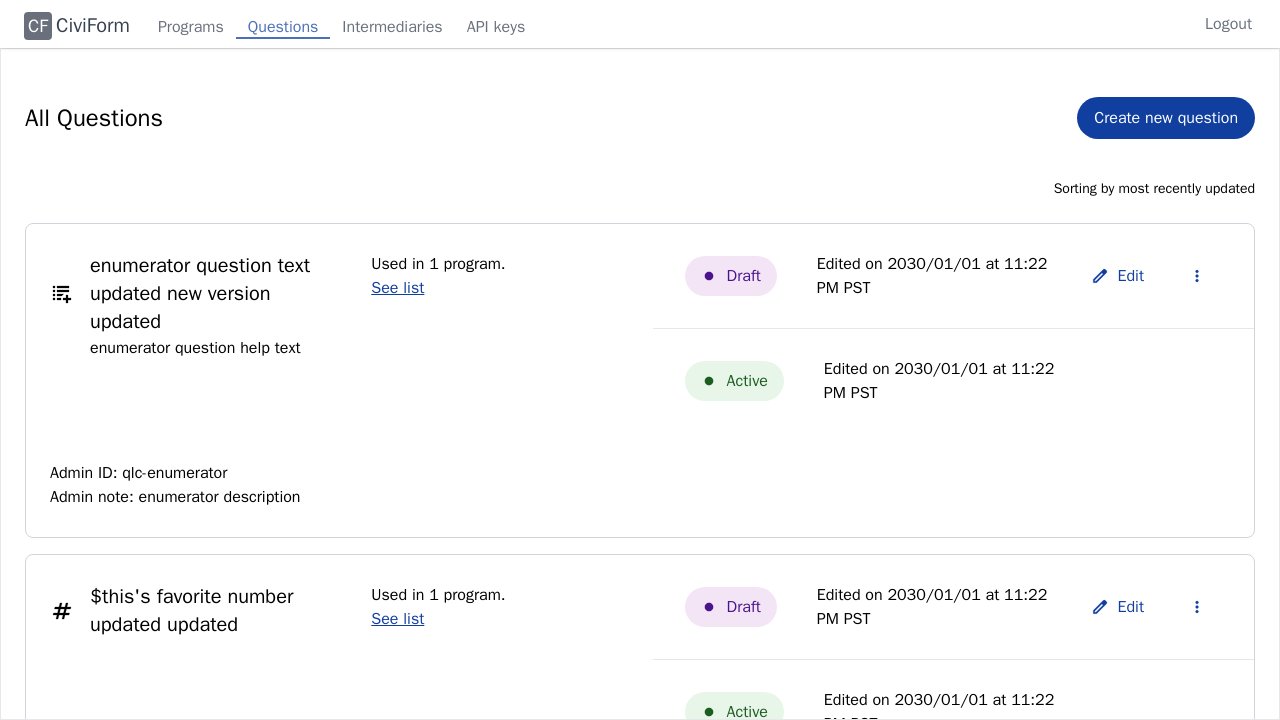 CF CiviForm Programs Questions Intermediaries API keys Logout
All Questions
Create new question
Sorting by most recently updated
enumerator question text
updated new version
updated
enumerator question help text
Used in 1 program.
See list
Draft
Edited on 2030/01/01 at 11:22
PM PST
Edit
Active
Edited on 2030/01/01 at 11:22
PM PST
Admin ID: qlc-enumerator
Admin note: enumerator description
$this's favorite number
updated updated
Used in 1 program.
See list
Draft
Edited on 2030/01/01 at 11:22
PM PST
Edit
Active
Edited on 2030/01/01 at 11:22
PM PST